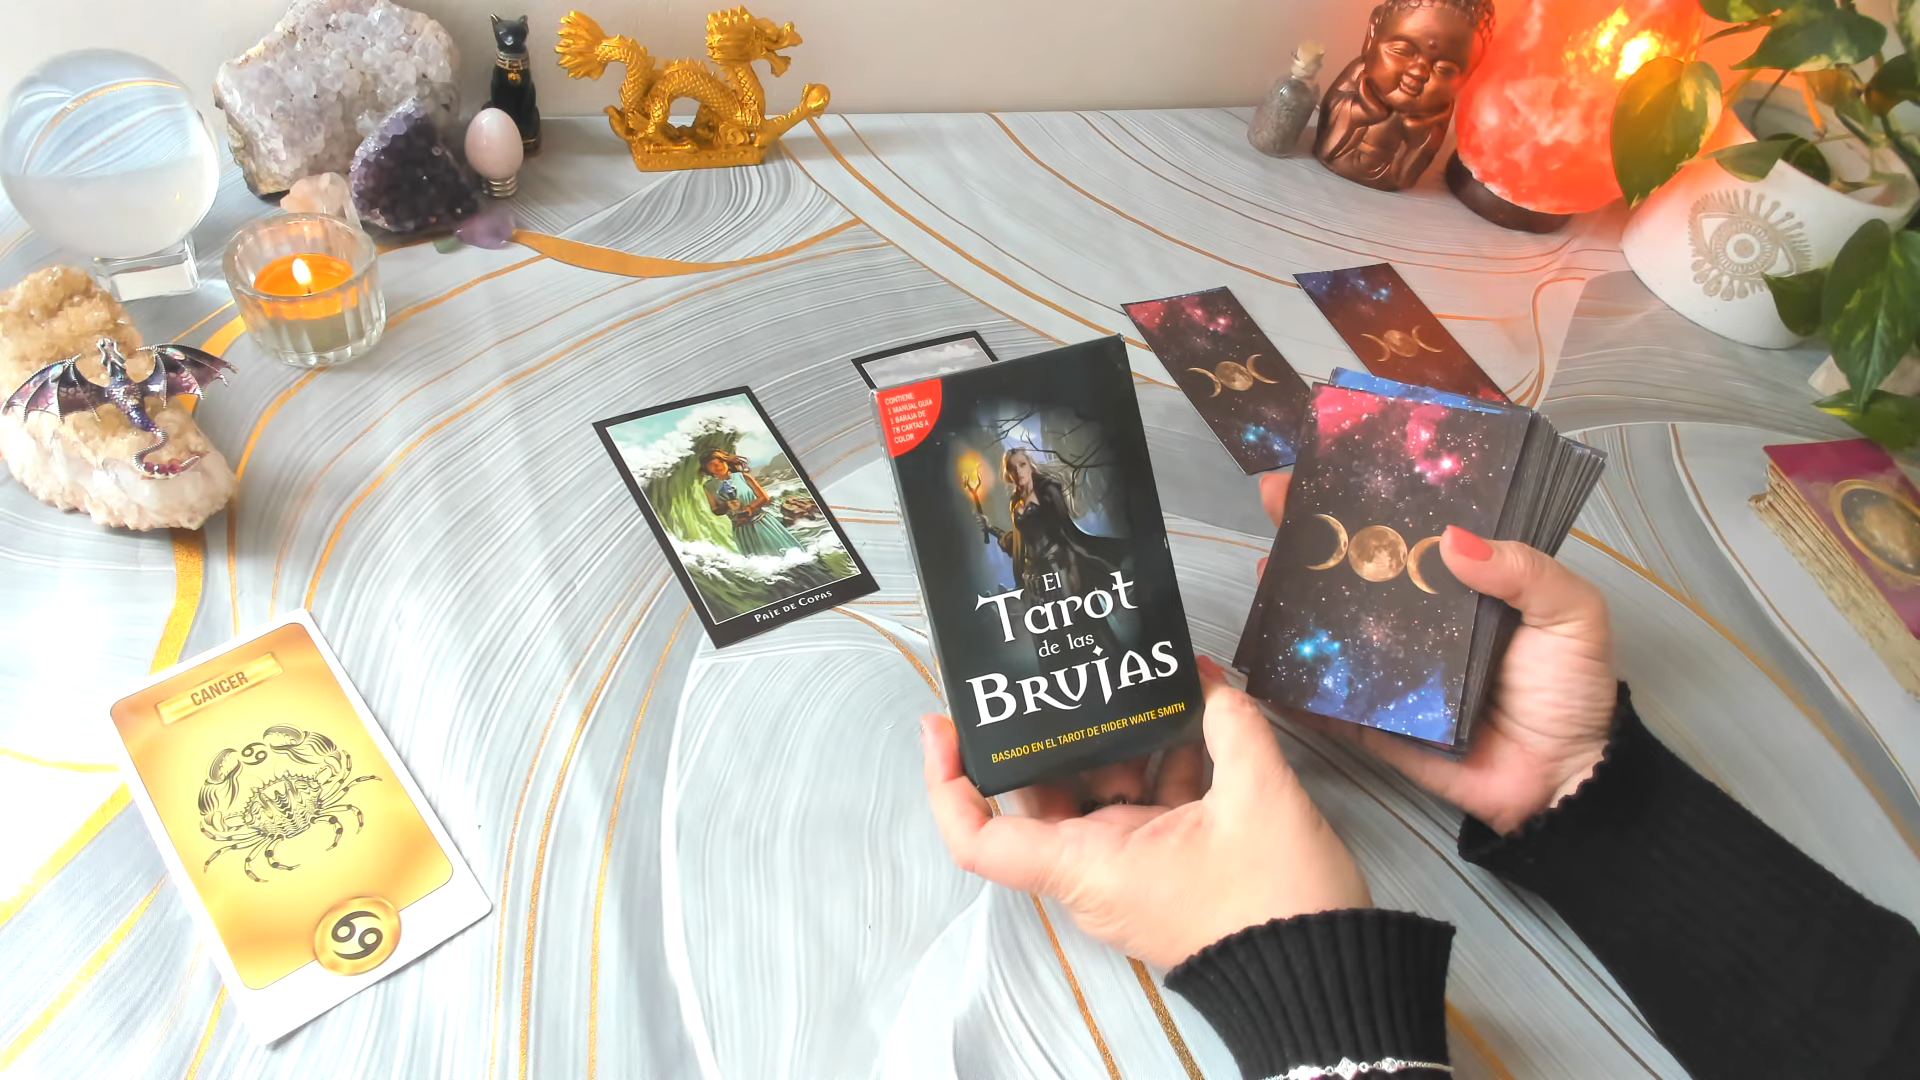 CANCER
PAJE DE COPAS
CONTIENE
1 MANUAL GUIA
1 BARAJA DE
78 CARTAS A
COLOR
El
Tarot
de las
BRUJAS
BASADO EN EL TAROT DE RIDER WAITE SMITH